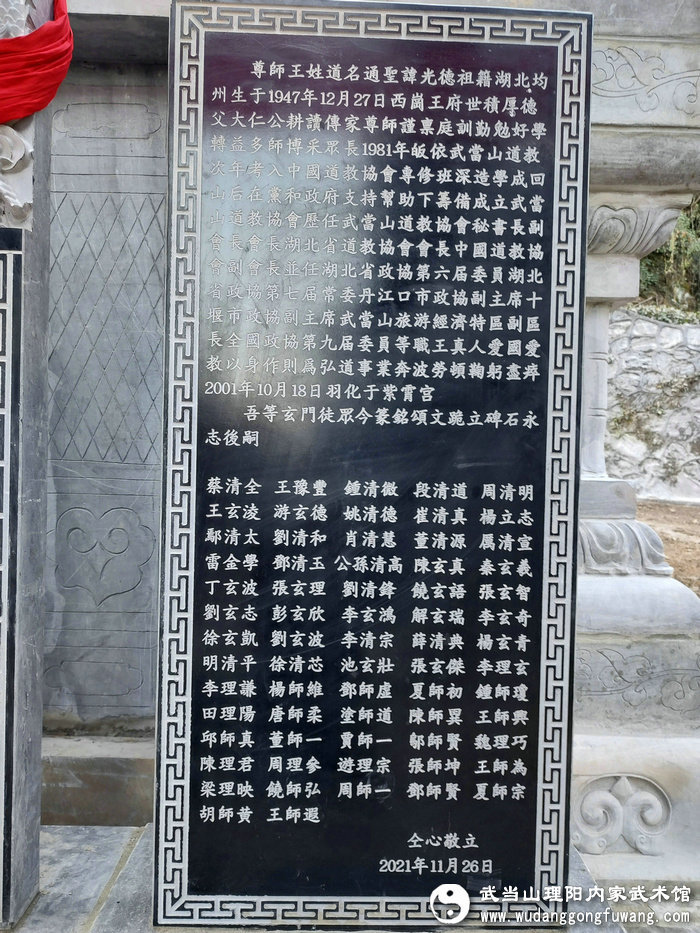 尊師王姓道名通聖諱光德祖籍湖北均
州生于1947年12月27日西崗王府世積厚德
父大仁公耕讀傳家尊師謹禀庭訓勤勉好學
轉益多師博采眾長1981年皈依武當山道教
次年考入中國道教協會專修班深造學成回
山后在黨和政府支持幫助下籌備成立武當
山道教協會歷任武當山道教協會秘書長副
會長會長湖北省道教協會會長中國道教協
會副會長並任湖北省政協第六届委員湖北
省政協第七届常委丹江口市政協副主席十
堰市政協副主席武當山旅游經濟特區副區
長全國政協第九届委員等職王真人愛國愛
教以身作則爲弘道事業奔波勞頓鞠躬盡瘁
2001年10月18日羽化于紫霄宫
吾等玄門徒眾今篆銘頌文跪立碑石永
志後嗣
蔡清全 王豫豐 鍾清微 段清道 周清明
王玄淩 游玄德 姚清德 崔清真 楊立志
鄢清太 劉清和 肖清慧 董清源 厲清宣
雷金學 鄧清玉 公孫清高 陳玄真 秦玄義
丁玄波 張玄理 劉清鋒 饒玄語 張玄智
劉玄志 彭玄欣 李玄鴻 解玄瑞 李玄奇
徐玄凱 劉玄波 李清宗 薛清典 楊玄青
明清平 徐清芯 池玄壯 張玄傑 李理玄
李理謙 楊師維 鄧師虛 夏師初 鍾師瓊
田理陽 唐師柔 塗師道 陳師異 王師興
邱師真 董師一 賈師一 鄔師賢 魏理巧
陳理君 周理參 遊理宗 張師坤 王師為
梁理映 饒師弘 周師一 鄧師賢 夏師宗
胡師黄 王師遐
仝心敬立
2021年11月26日
武当山理阳内家武术馆
www.wudanggongfuwang.com